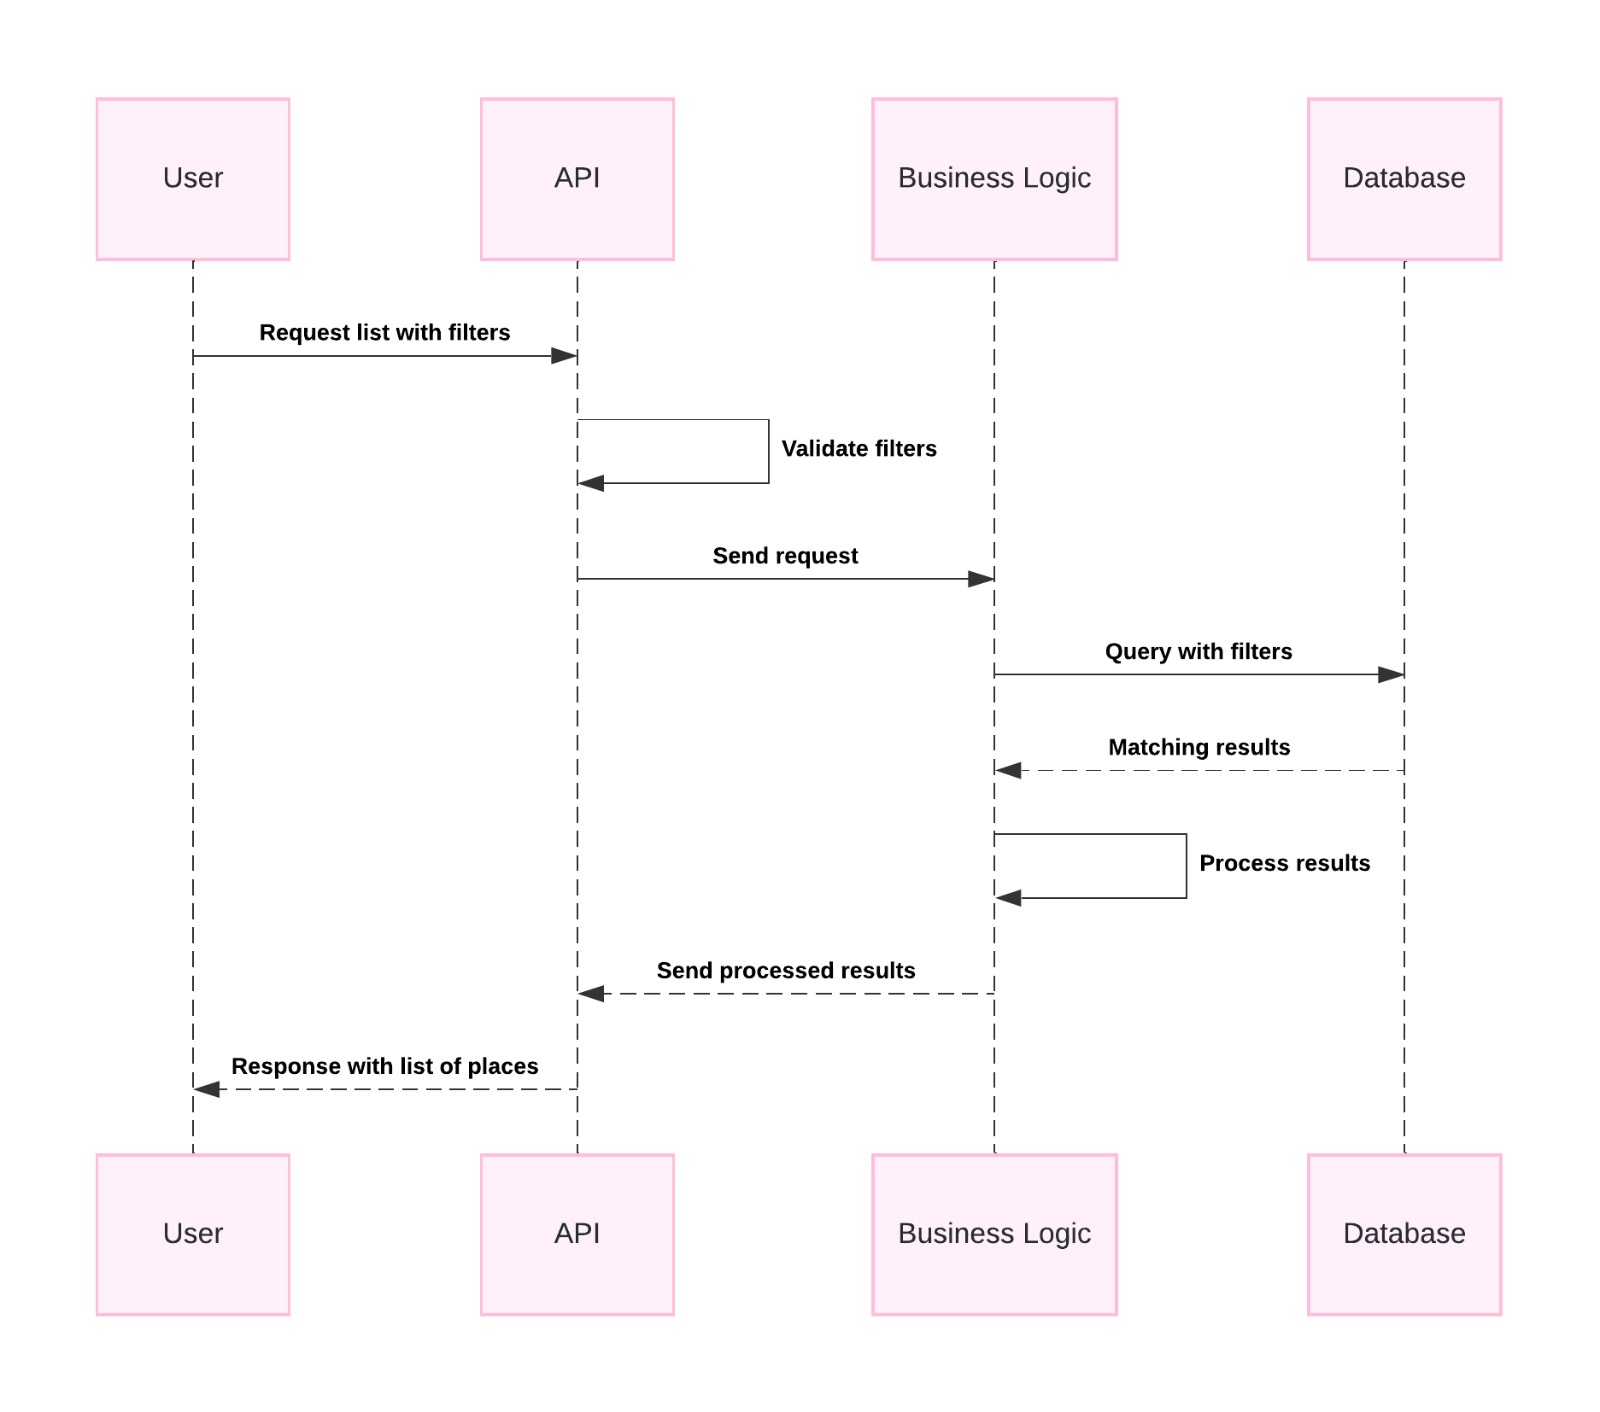 User
API
Business Logic
Database
Request list with filters
Validate filters
Send request
Query with filters
Matching results
Process results
Send processed results
Response with list of places
User
API
Business Logic
Database